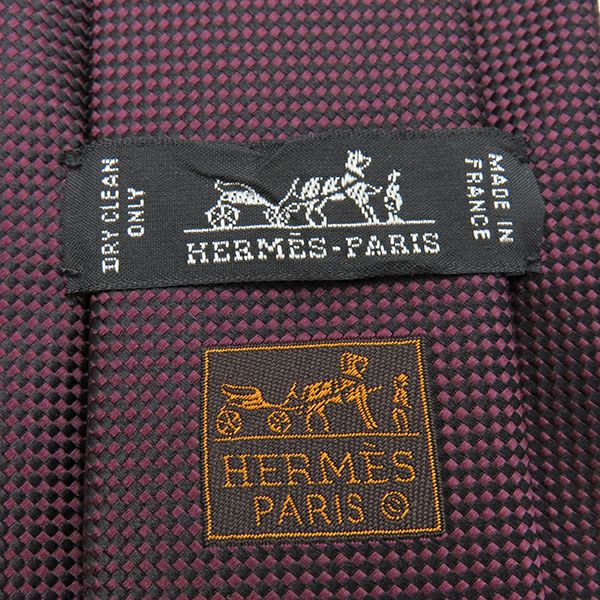 DRY CLEAN
ONLY
HERMÈS-PARIS
MADE IN
FRANCE
HERMÈS
PARIS ©